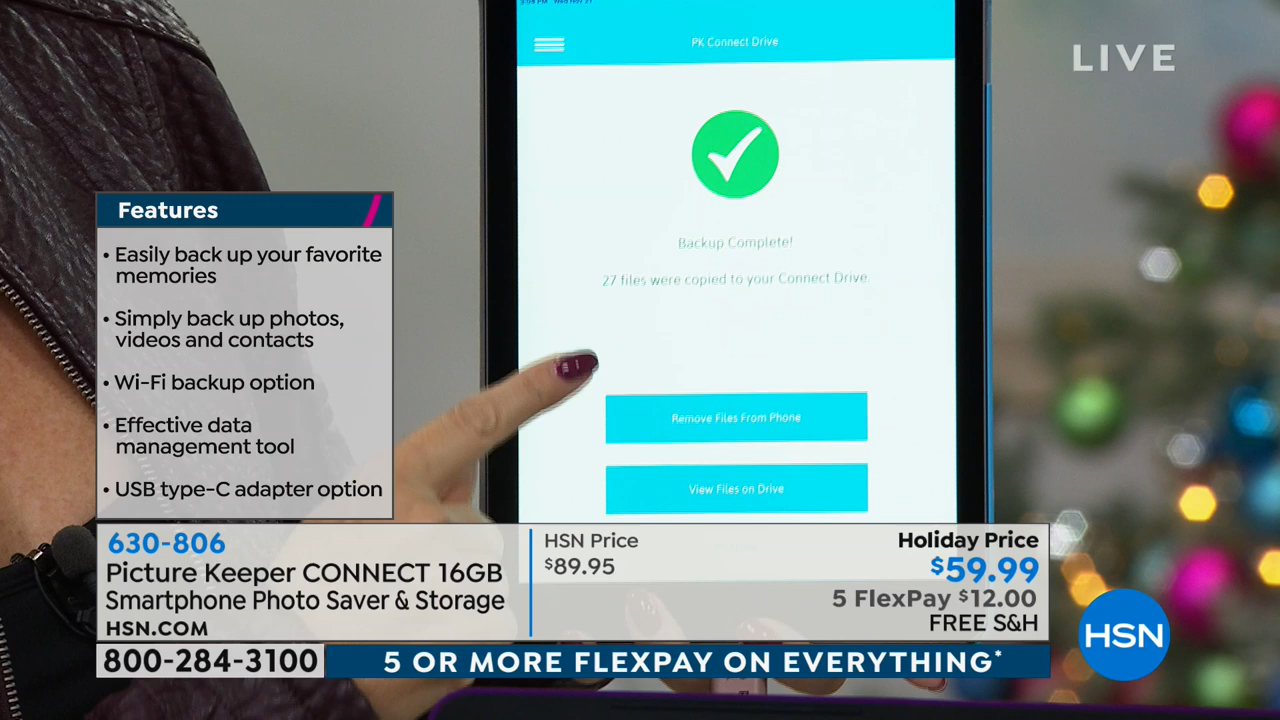 PK Connect Drive
LIVE
Backup Complete!
27 files were copied to your Connect Drive.
Remove Files From Phone
View Files on Drive
Features
• Easily back up your favorite
memories
• Simply back up photos,
videos and contacts
• Wi-Fi backup option
• Effective data
management tool
• USB type-C adapter option
630-806
Picture Keeper CONNECT 16GB
Smartphone Photo Saver & Storage
HSN.COM
HSN Price
$89.95
Holiday Price
$59.99
5 FlexPay $12.00
FREE S&H
HSN
800-284-3100
5 OR MORE FLEXPAY ON EVERYTHING*